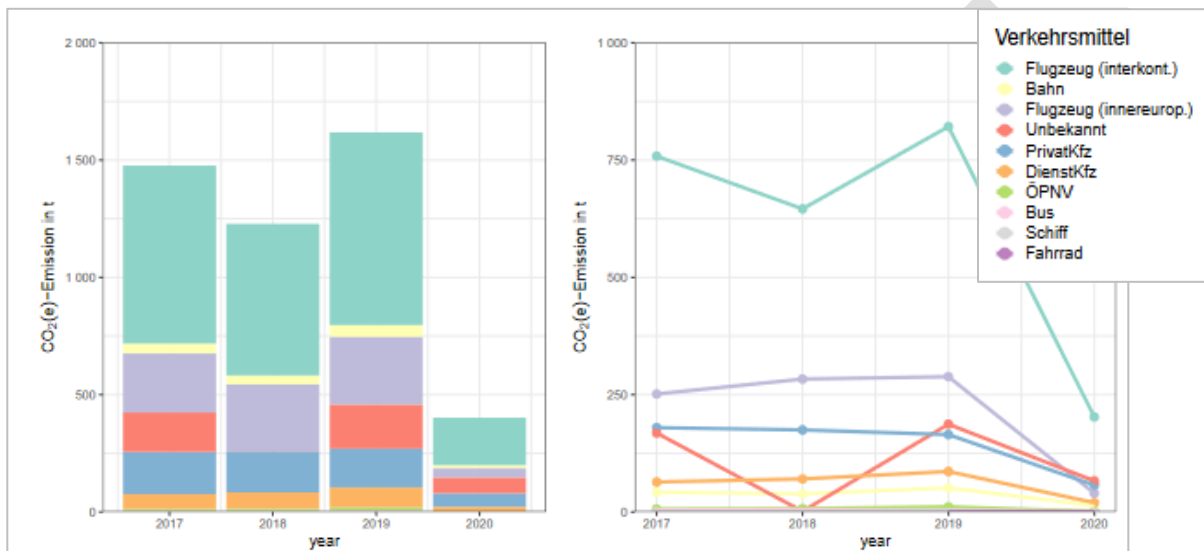 2 000
1 500
1 000
500
0
CO₂(e)−Emission in t
2017
2018
2019
2020
year
1 000
750
500
250
0
CO₂(e)−Emission in t
2017
2018
2019
2020
year
Verkehrsmittel
Flugzeug (interkont.)
Bahn
Flugzeug (innereurop.)
Unbekannt
PrivatKfz
DienstKfz
ÖPNV
Bus
Schiff
Fahrrad